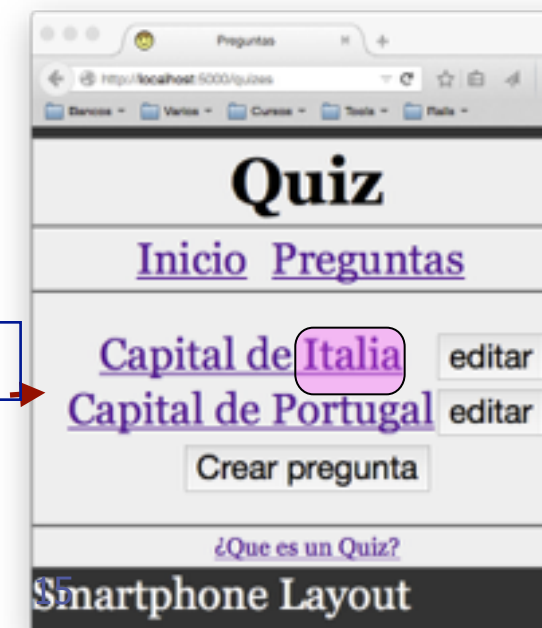 Preguntas
http://localhost:5000/quizes
Bancos Varios Cursos Tools Rails
Quiz
Inicio Preguntas
Capital de Italia editar
Capital de Portugal editar
Crear pregunta
¿Que es un Quiz?
Smartphone Layout
15